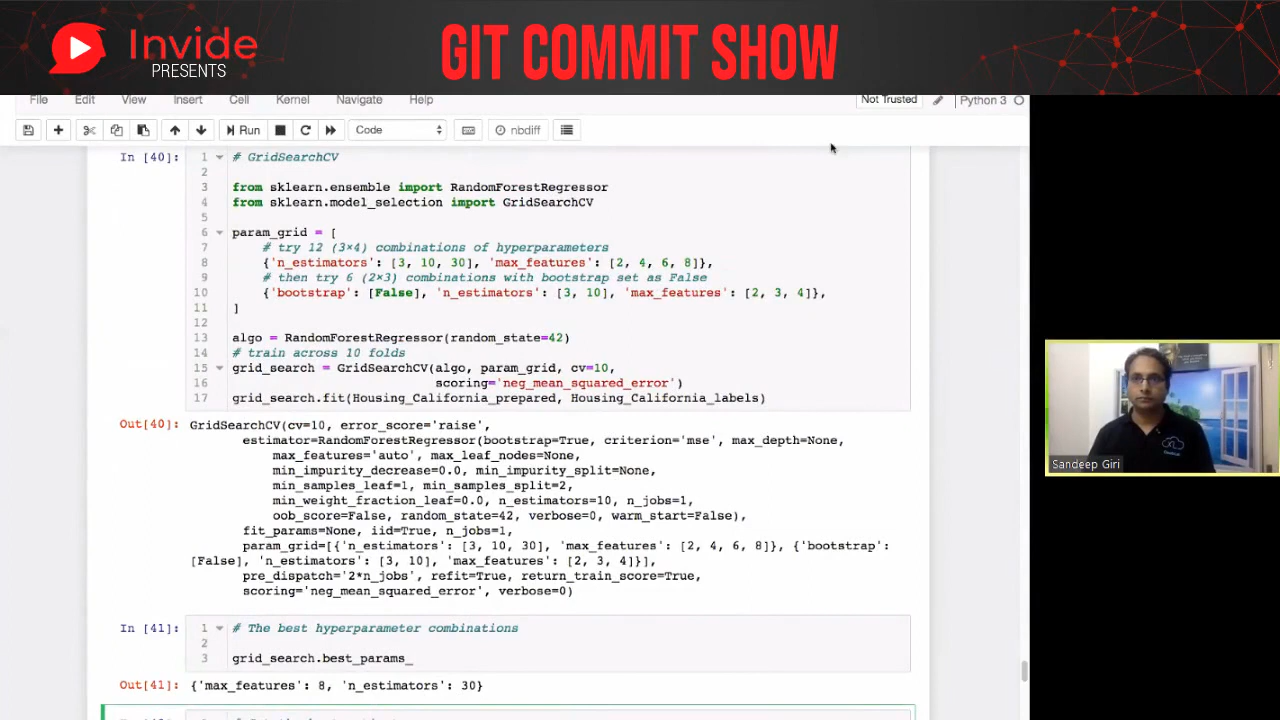 Invide
PRESENTS
GIT COMMIT SHOW
File Edit View Insert Cell Kernel Navigate Help
Not Trusted Python 3
Run Code nbdiff
In [40]: 1 # GridSearchCV
2
3 from sklearn.ensemble import RandomForestRegressor
4 from sklearn.model_selection import GridSearchCV
5
6 param_grid = [
7 # try 12 (3×4) combinations of hyperparameters
8 {'n_estimators': [3, 10, 30], 'max_features': [2, 4, 6, 8]},
9 # then try 6 (2×3) combinations with bootstrap set as False
10 {'bootstrap': [False], 'n_estimators': [3, 10], 'max_features': [2, 3, 4]},
11 ]
12
13 algo = RandomForestRegressor(random_state=42)
14 # train across 10 folds
15 grid_search = GridSearchCV(algo, param_grid, cv=10,
16 scoring='neg_mean_squared_error')
17 grid_search.fit(Housing_California_prepared, Housing_California_labels)
Out[40]: GridSearchCV(cv=10, error_score='raise',
estimator=RandomForestRegressor(bootstrap=True, criterion='mse', max_depth=None,
max_features='auto', max_leaf_nodes=None,
min_impurity_decrease=0.0, min_impurity_split=None,
min_samples_leaf=1, min_samples_split=2,
min_weight_fraction_leaf=0.0, n_estimators=10, n_jobs=1,
oob_score=False, random_state=42, verbose=0, warm_start=False),
fit_params=None, iid=True, n_jobs=1,
param_grid=[{'n_estimators': [3, 10, 30], 'max_features': [2, 4, 6, 8]}, {'bootstrap':
[False], 'n_estimators': [3, 10], 'max_features': [2, 3, 4]}],
pre_dispatch='2*n_jobs', refit=True, return_train_score=True,
scoring='neg_mean_squared_error', verbose=0)
In [41]: 1 # The best hyperparameter combinations
2
3 grid_search.best_params_
Out[41]: {'max_features': 8, 'n_estimators': 30}
Sandeep Giri